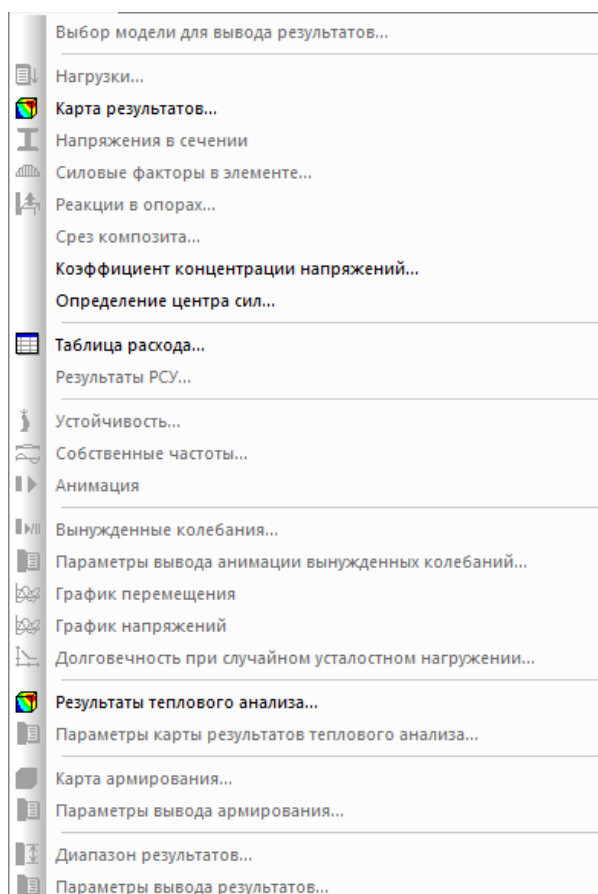 Выбор модели для вывода результатов...
Нагрузки...
Карта результатов...
Напряжения в сечении
Силовые факторы в элементе...
Реакции в опорах...
Срез композита...
Коэффициент концентрации напряжений...
Определение центра сил...
Таблица расхода...
Результаты РСУ...
Устойчивость...
Собственные частоты...
Анимация
Вынужденные колебания...
Параметры вывода анимации вынужденных колебаний...
График перемещения
График напряжений
Долговечность при случайном усталостном нагружении...
Результаты теплового анализа...
Параметры карты результатов теплового анализа...
Карта армирования...
Параметры вывода армирования...
Диапазон результатов...
Параметры вывода результатов...